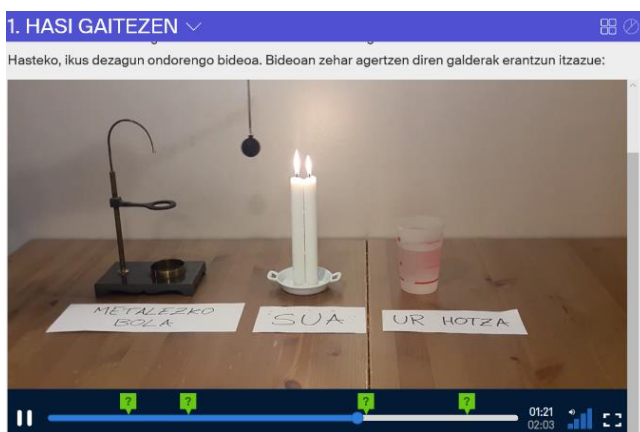 1. HASI GAITEZEN
Hasteko, ikus dezagun ondorengo bideoa. Bideoan zehar agertzen diren galderak erantzun itzazue:
METALEZKO
BOLA
SUA
UR HOTZA
? ? ? ?
01:21
02:03